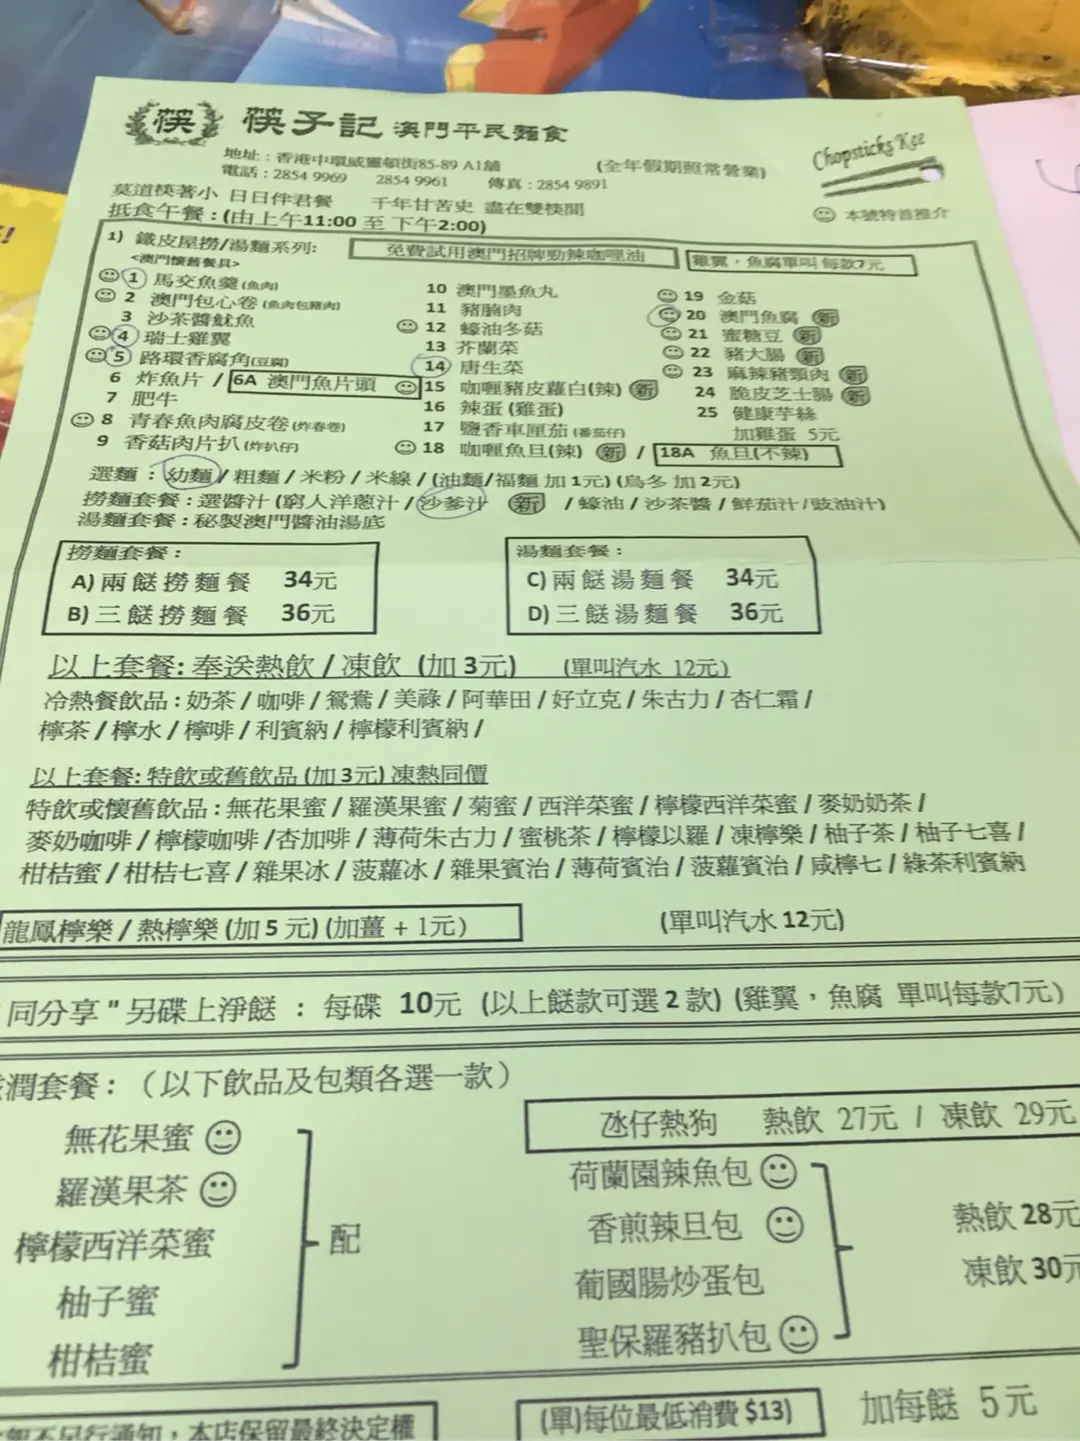 筷 筷子記 澳門平民麵食
Chopsticks Kee
地址：香港中環威靈頓街85-89 A1舖
(全年假期照常營業)
電話：2854 9969 2854 9961 傳真：2854 9891
莫道筷著小 日日伴君餐 千年甘苦史 盡在雙筷間
本號特首推介
抵食午餐：(由上午11:00 至 下午2:00)
1) 鐵皮屋撈/湯麵系列:
<澳門懷舊餐具>
免費試用澳門招牌勁辣咖喱油
雞翼，魚腐單叫 每款7元
1 馬交魚羹 (魚肉)
2 澳門包心卷 (魚肉包豬肉)
3 沙茶醬魷魚
4 瑞士雞翼
5 路環香腐角(豆腐)
6 炸魚片 / 6A 澳門魚片頭
7 肥牛
8 青春魚肉腐皮卷 (炸春卷)
9 香菇肉片扒 (炸扒仔)
10 澳門墨魚丸
11 豬腩肉
12 蠔油冬菇
13 芥蘭菜
14 唐生菜
15 咖喱豬皮蘿白(辣) 新
16 辣蛋 (雞蛋)
17 鹽香車厘茄 (番茄仔)
18 咖喱魚旦(辣) 新 / 18A 魚旦(不辣)
19 金菇
20 澳門魚腐 新
21 蜜糖豆 新
22 豬大腸 新
23 麻辣豬頸肉 新
24 脆皮芝士腸 新
25 健康芋絲
加雞蛋 5元
選麵：幼麵 / 粗麵 / 米粉 / 米線 / (油麵/福麵 加1元) (烏冬 加2元)
撈麵套餐：選醬汁 (窮人洋蔥汁 / 沙爹汁 新 / 蠔油 / 沙茶醬 / 鮮茄汁 /豉油汁)
湯麵套餐：秘製澳門醬油湯底
撈麵套餐：
A) 兩餸撈麵餐 34元
B) 三餸撈麵餐 36元
湯麵套餐：
C) 兩餸湯麵餐 34元
D) 三餸湯麵餐 36元
以上套餐: 奉送熱飲 / 凍飲 (加3元) (單叫汽水 12元)
冷熱餐飲品：奶茶 / 咖啡 / 鴛鴦 / 美祿 / 阿華田 / 好立克 / 朱古力 / 杏仁霜 /
檸茶 / 檸水 / 檸啡 / 利賓納 / 檸檬利賓納 /
以上套餐: 特飲或舊飲品 (加3元) 凍熱同價
特飲或懷舊飲品：無花果蜜 / 羅漢果蜜 / 菊蜜 / 西洋菜蜜 / 檸檬西洋菜蜜 / 麥奶奶茶 /
麥奶咖啡 / 檸檬咖啡 /杏加啡 / 薄荷朱古力 / 蜜桃茶 / 檸檬以羅 / 凍檸樂 / 柚子茶 / 柚子七喜 /
柑桔蜜 / 柑桔七喜 / 雜果冰 / 菠蘿冰 / 雜果賓治 / 薄荷賓治 / 菠蘿賓治 / 咸檸七 / 綠茶利賓納
龍鳳檸樂 / 熱檸樂 (加5元) (加薑 + 1元)
(單叫汽水 12元)
同分享 " 另碟上淨餸 ： 每碟 10元 (以上餸款可選2款) (雞翼，魚腐 單叫每款7元)
潤套餐：（以下飲品及包類各選一款）
無花果蜜
羅漢果茶
檸檬西洋菜蜜
柚子蜜
柑桔蜜
配
氹仔熱狗 熱飲 27元 / 凍飲 29元
荷蘭園辣魚包
香煎辣旦包
葡國腸炒蛋包
聖保羅豬扒包
熱飲 28元
凍飲 30元
不另行通知，本店保留最終決定權
(單)每位最低消費 $13)
加每餸 5元